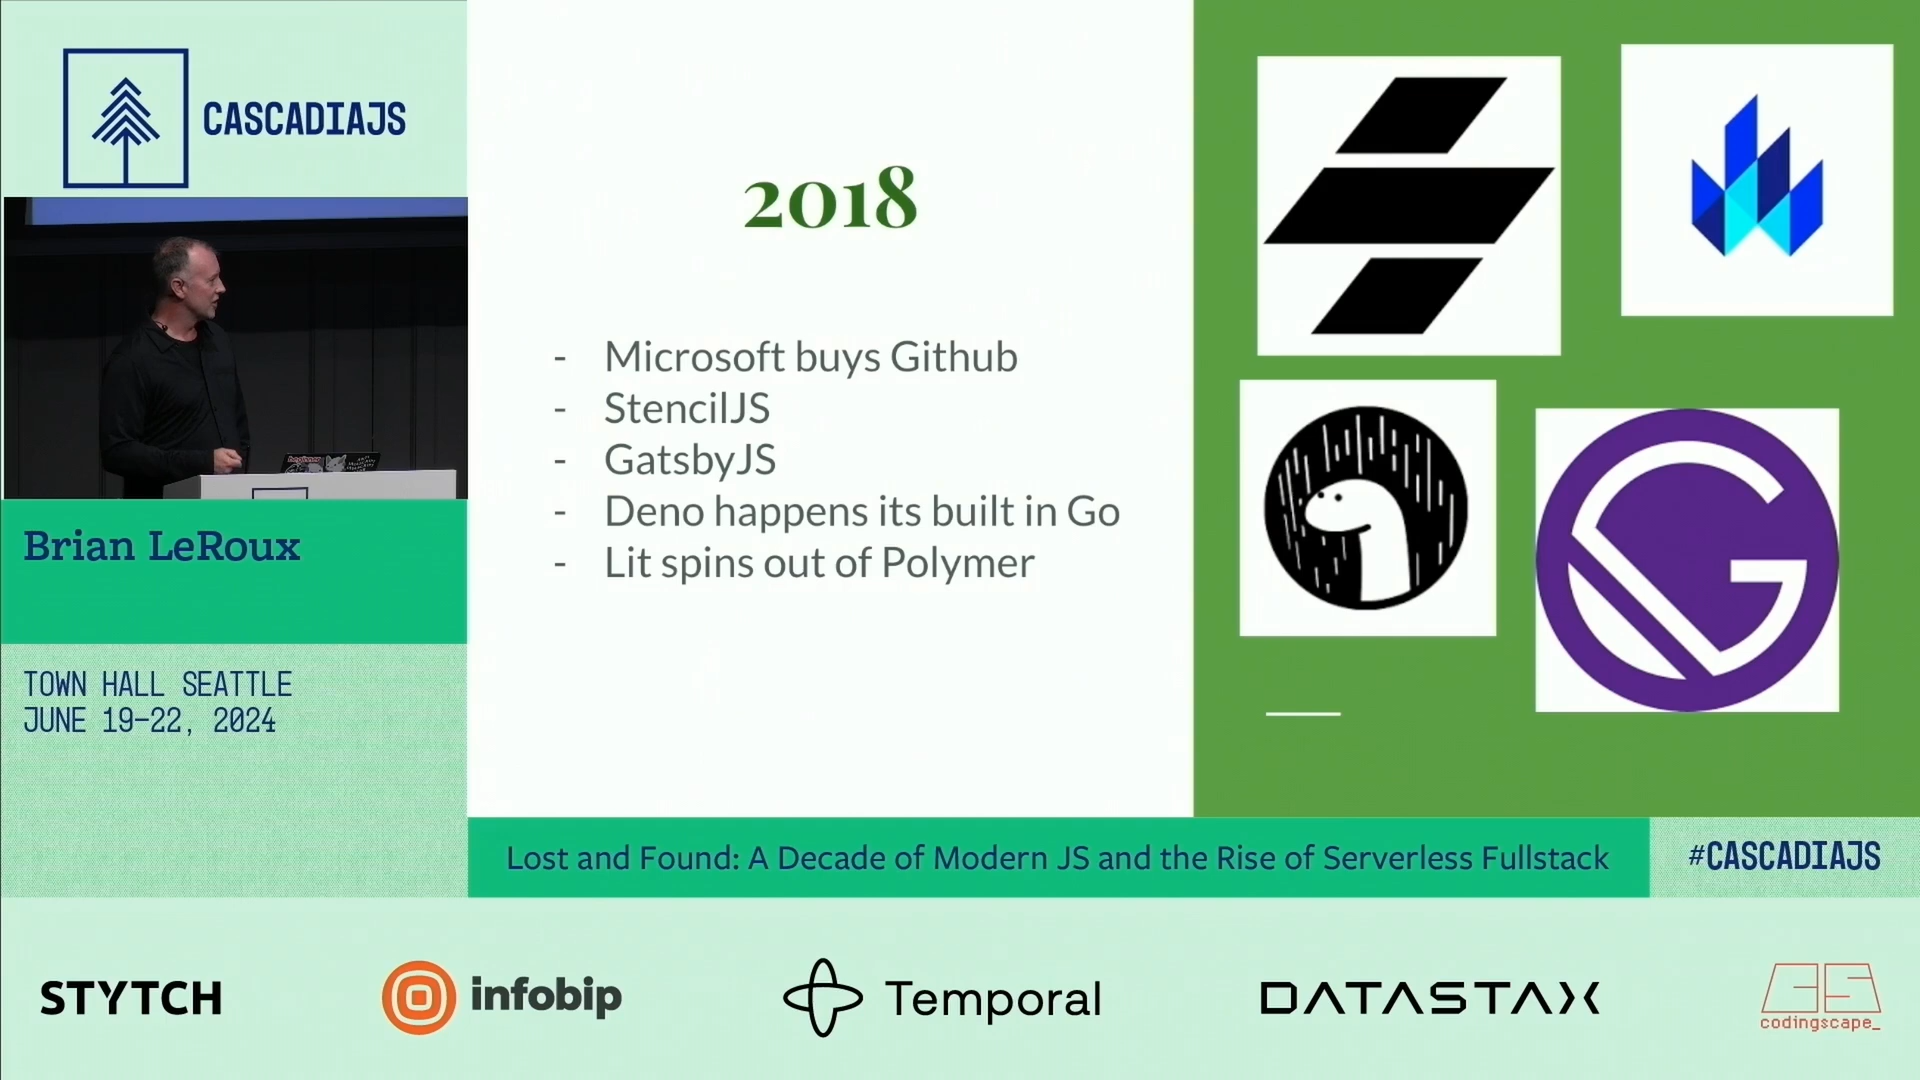 CASCADIAJS
2018
- Microsoft buys Github
- StencilJS
- GatsbyJS
- Deno happens its built in Go
- Lit spins out of Polymer
Brian LeRoux
TOWN HALL SEATTLE
JUNE 19-22, 2024
Lost and Found: A Decade of Modern JS and the Rise of Serverless Fullstack
#CASCADIAJS
STYTCH
infobip
Temporal
DATASTAX
CS
codingscape_